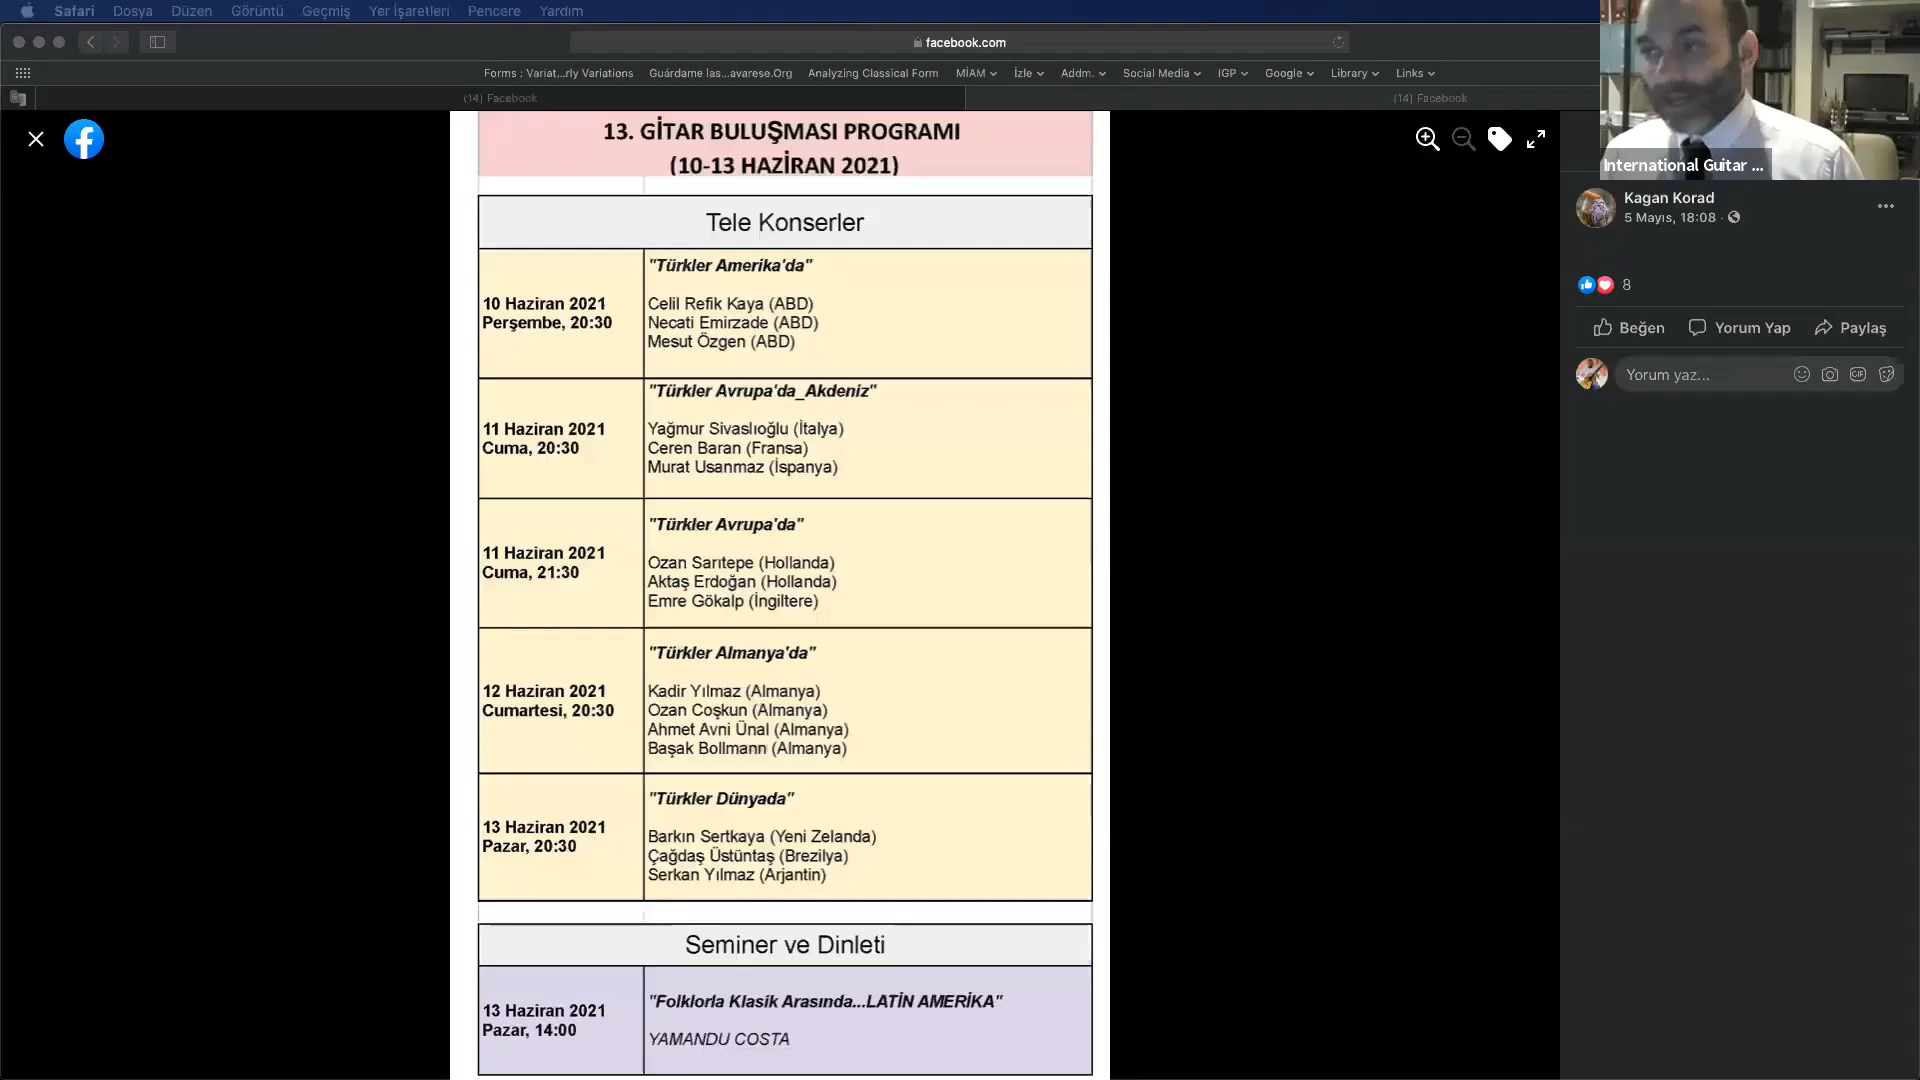 Safari Dosya Düzen Görüntü Geçmiş Yer İşaretleri Pencere Yardım
facebook.com
Forms : Variat...rly Variations Guárdame las...avarese.Org Analyzing Classical Form MİAM İzle Addm. Social Media IGP Google Library Links
(14) Facebook (14) Facebook
13. GİTAR BULUŞMASI PROGRAMI
(10-13 HAZİRAN 2021)
Tele Konserler
10 Haziran 2021
Perşembe, 20:30
"Türkler Amerika'da"
Celil Refik Kaya (ABD)
Necati Emirzade (ABD)
Mesut Özgen (ABD)
11 Haziran 2021
Cuma, 20:30
"Türkler Avrupa'da_Akdeniz"
Yağmur Sivaslıoğlu (İtalya)
Ceren Baran (Fransa)
Murat Usanmaz (İspanya)
11 Haziran 2021
Cuma, 21:30
"Türkler Avrupa'da"
Ozan Sarıtepe (Hollanda)
Aktaş Erdoğan (Hollanda)
Emre Gökalp (İngiltere)
12 Haziran 2021
Cumartesi, 20:30
"Türkler Almanya'da"
Kadir Yılmaz (Almanya)
Ozan Coşkun (Almanya)
Ahmet Avni Ünal (Almanya)
Başak Bollmann (Almanya)
13 Haziran 2021
Pazar, 20:30
"Türkler Dünyada"
Barkın Sertkaya (Yeni Zelanda)
Çağdaş Üstüntaş (Brezilya)
Serkan Yılmaz (Arjantin)
Seminer ve Dinleti
13 Haziran 2021
Pazar, 14:00
"Folklorla Klasik Arasında...LATİN AMERİKA"
YAMANDU COSTA
International Guitar ...
Kagan Korad
5 Mayıs, 18:08 ·
8
Beğen Yorum Yap Paylaş
Yorum yaz...
GIF